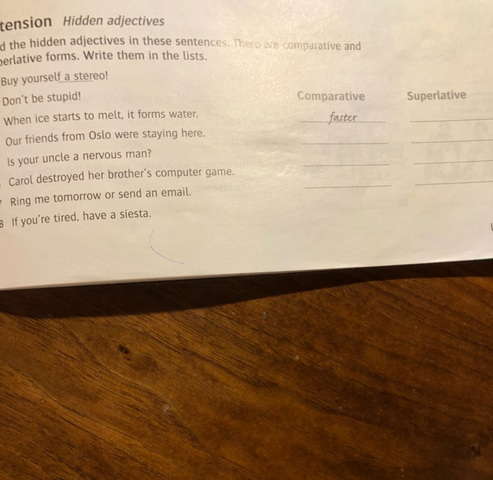 tension Hidden adjectives
d the hidden adjectives in these sentences. There are comparative and
perlative forms. Write them in the lists.
Buy yourself a stereo!
Don't be stupid!
When ice starts to melt, it forms water.
Our friends from Oslo were staying here.
Is your uncle a nervous man?
Carol destroyed her brother's computer game.
Ring me tomorrow or send an email.
8 If you're tired, have a siesta.
Comparative Superlative
faster